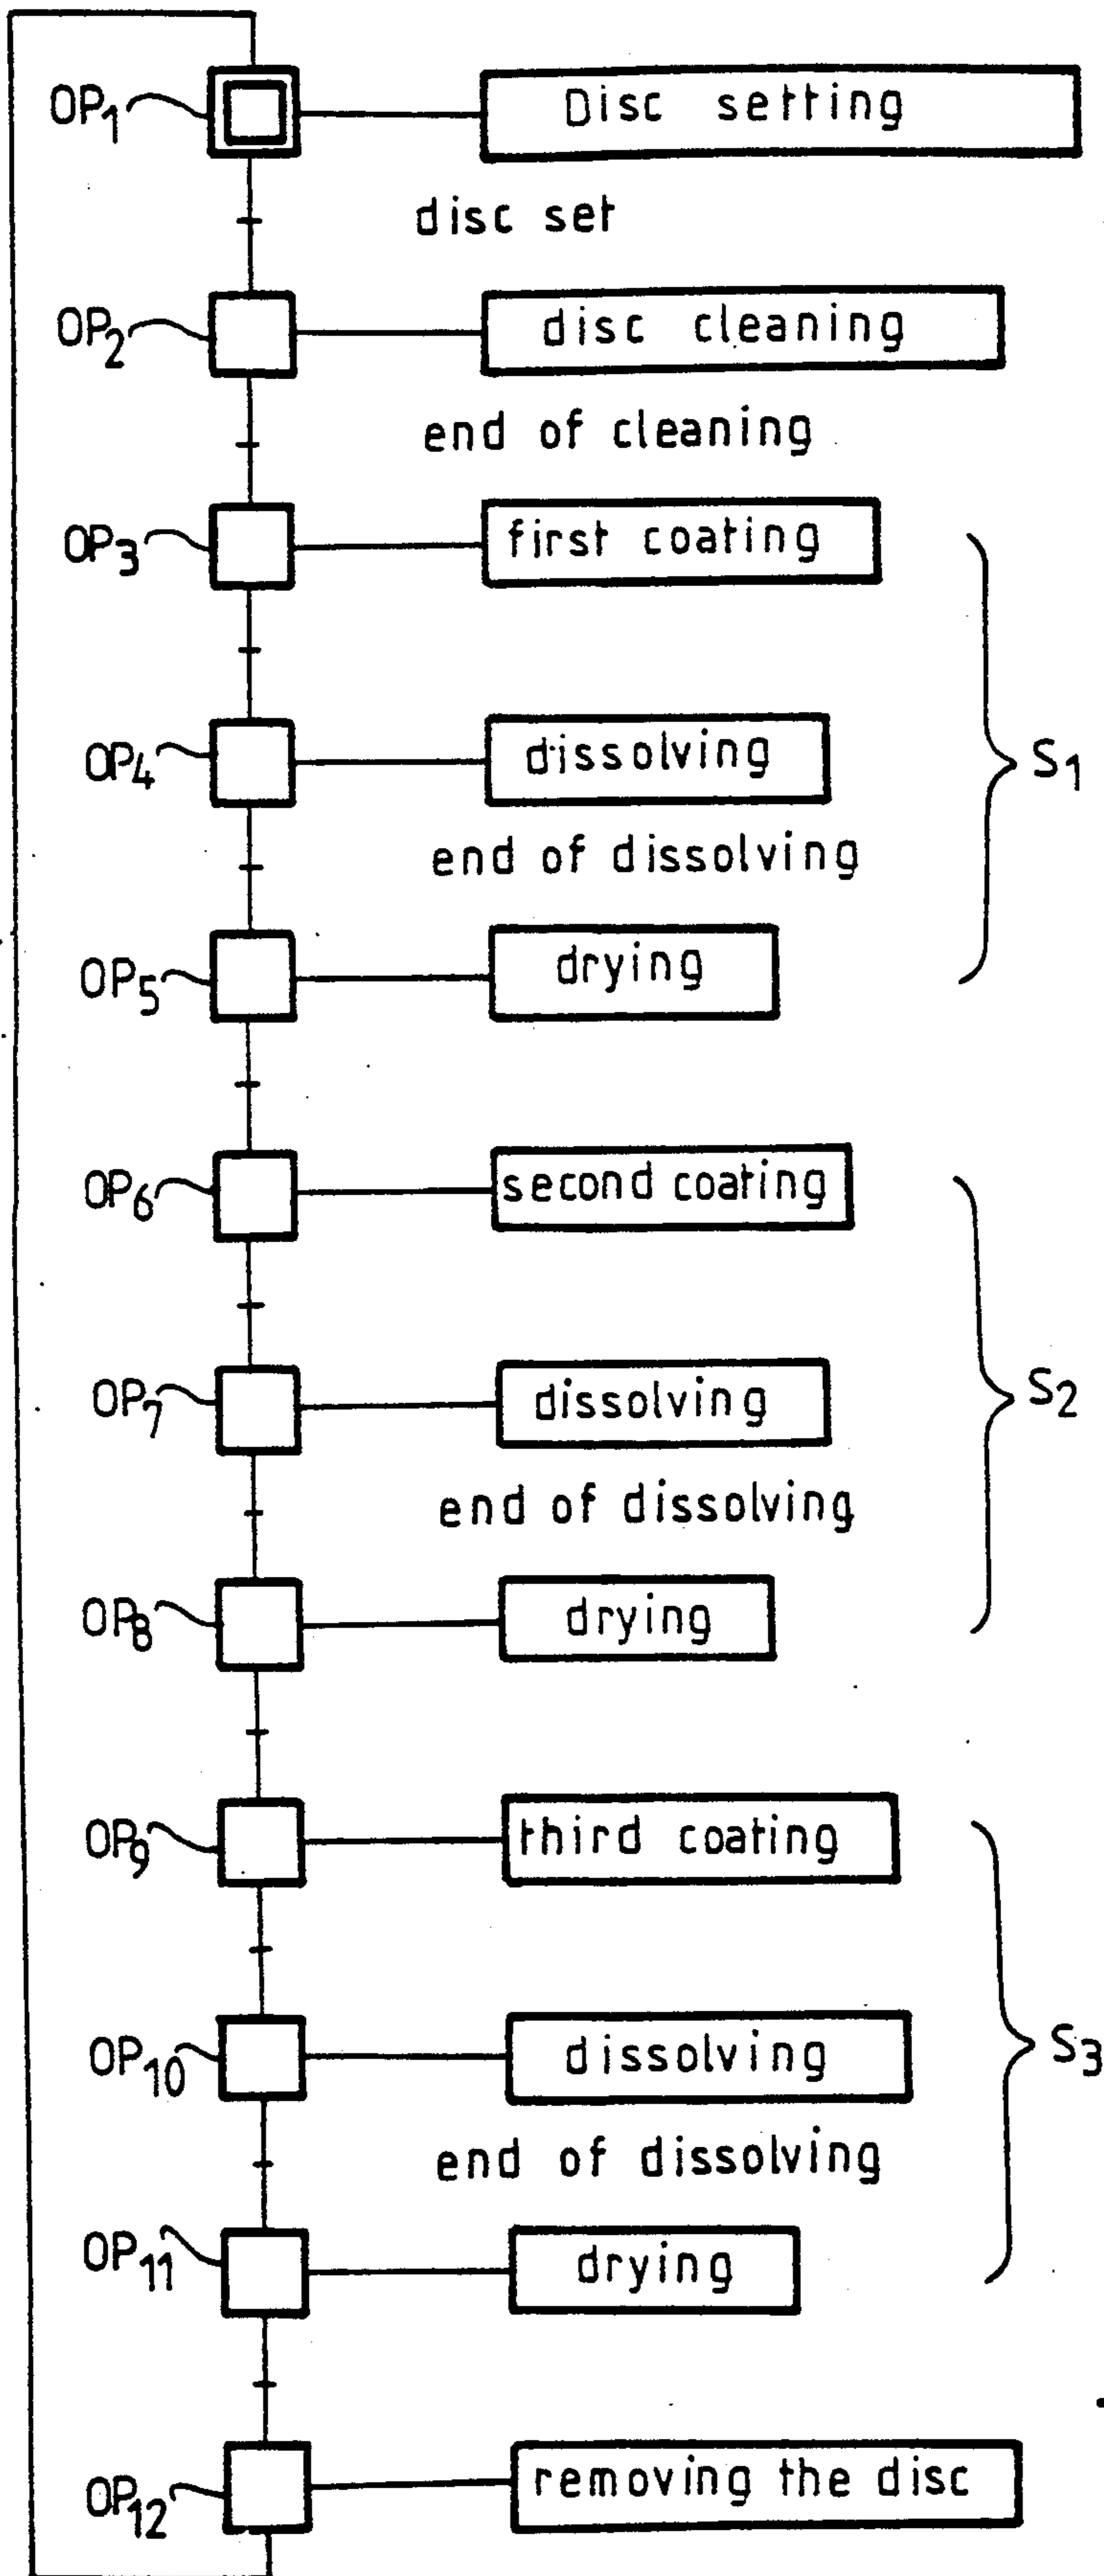 OP1 Disc setting
disc set
OP2 disc cleaning
end of cleaning
OP3 first coating
OP4 dissolving
S1
end of dissolving
OP5 drying
OP6 second coating
OP7 dissolving
S2
end of dissolving
OP8 drying
OP9 third coating
OP10 dissolving
S3
end of dissolving
OP11 drying
OP12 removing the disc